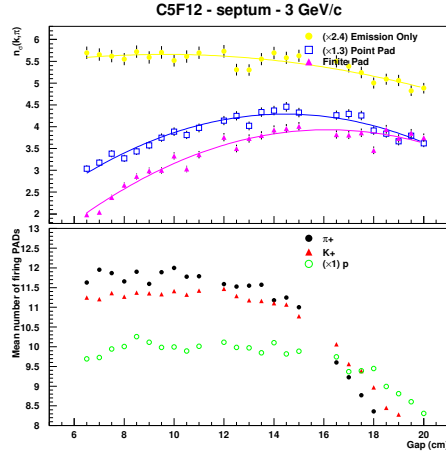 C5F12 - septum - 3 GeV/c
nσ(k,π)
(×2.4) Emission Only
(×1.3) Point Pad
Finite Pad
5.5
5
4.5
4
3.5
3
2.5
2
Mean number of firing PADs
π+
K+
(×1) p
13
12.5
12
11.5
11
10.5
10
9.5
9
8.5
8
4 6 8 10 12 14 16 18 20
Gap (cm)